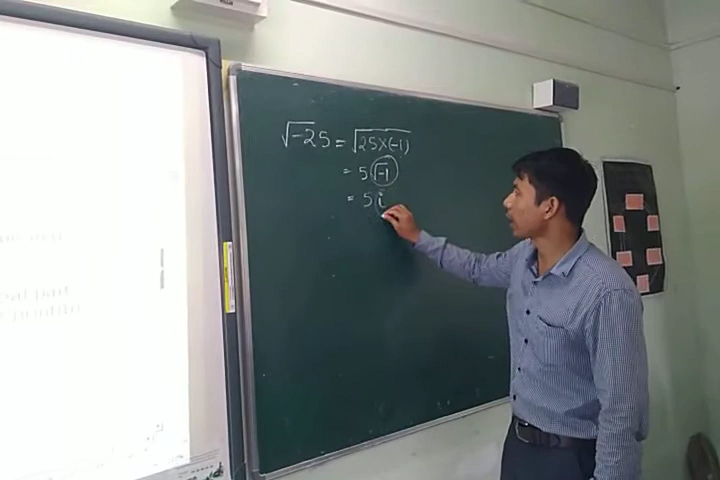 √-25 = √25×(-1)
= 5√-1
= 5i